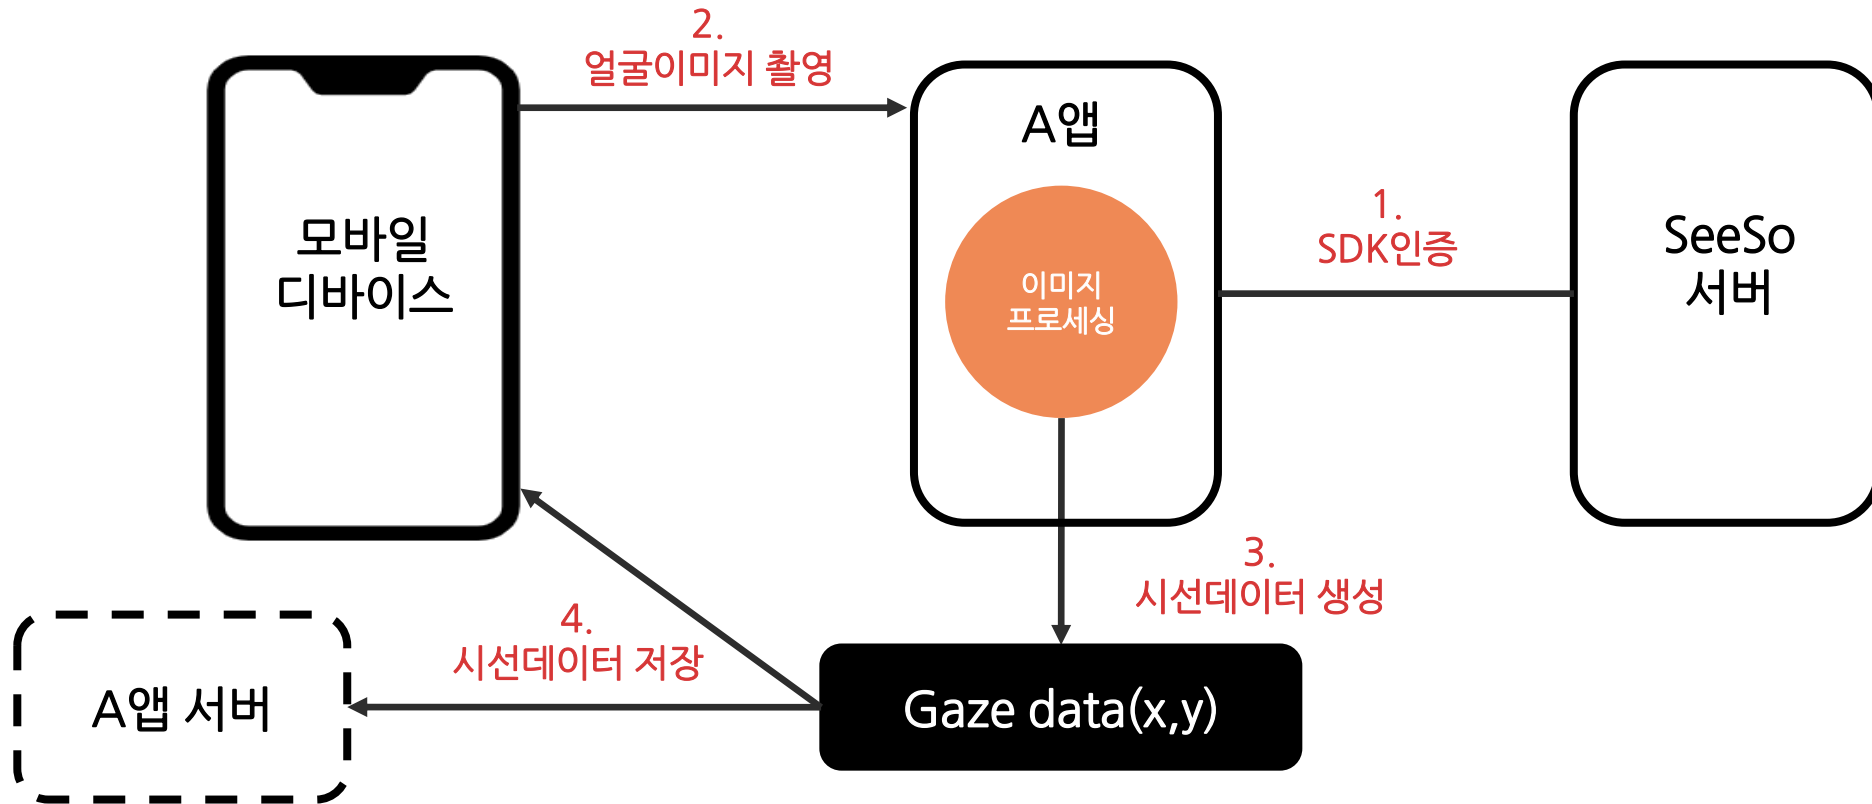 2.
얼굴이미지 촬영
모바일
디바이스
A앱
이미지
프로세싱
1.
SDK인증
SeeSo
서버
3.
시선데이터 생성
4.
시선데이터 저장
A앱 서버
Gaze data(x,y)